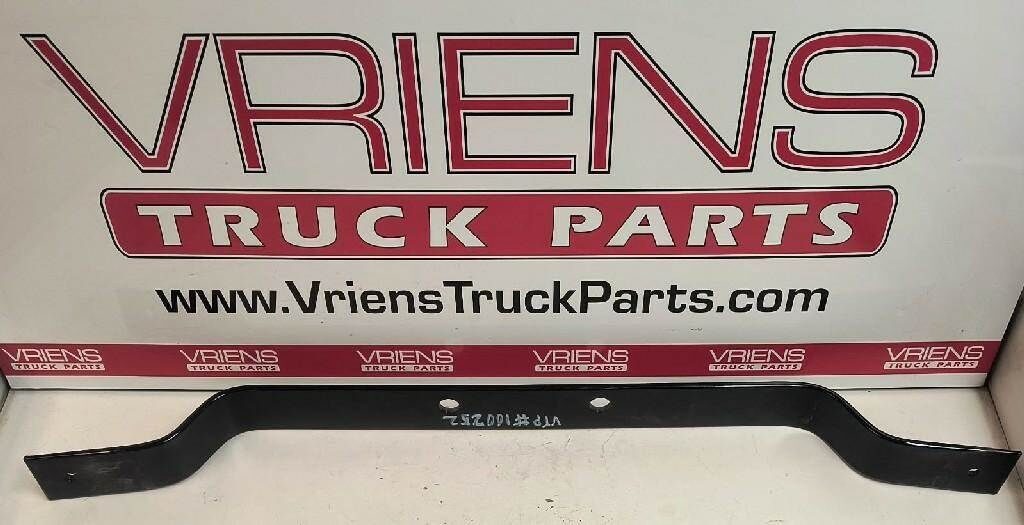 VRIENS
TRUCK PARTS
www.VriensTruckParts.com
VRIENS VRIENS VRIENS VRIENS VRIENS VRIENS
TRUCK PARTS TRUCK PARTS TRUCK PARTS TRUCK PARTS TRUCK PARTS TRUCK PARTS
VTP#1100252